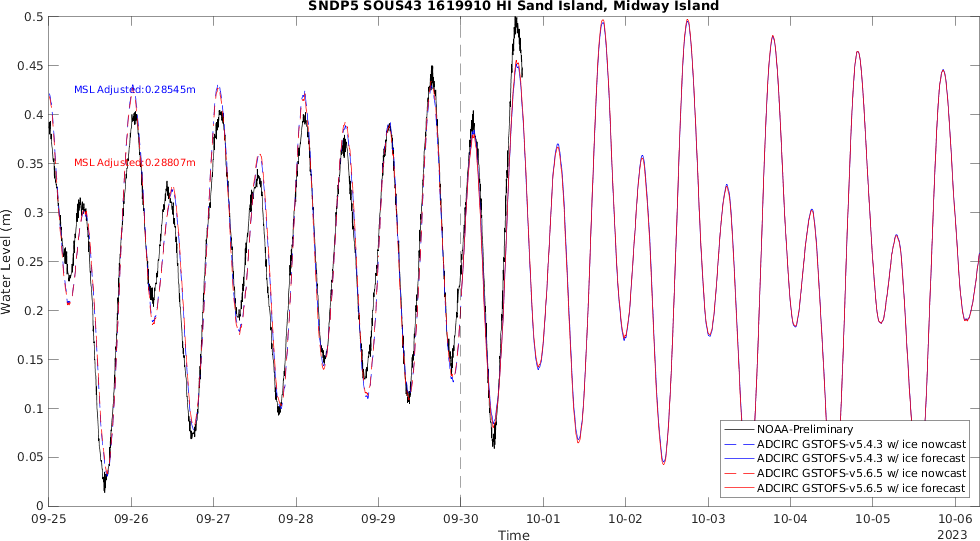 SNDP5 SOUS43 1619910 HI Sand Island, Midway Island
0.5
0.45
0.4
0.35
0.3
0.25
0.2
0.15
0.1
0.05
0
Water Level (m)
MSL Adjusted:0.28545m
MSL Adjusted:0.28807m
NOAA-Preliminary
ADCIRC GSTOFS-v5.4.3 w/ ice nowcast
ADCIRC GSTOFS-v5.4.3 w/ ice forecast
ADCIRC GSTOFS-v5.6.5 w/ ice nowcast
ADCIRC GSTOFS-v5.6.5 w/ ice forecast
09-25 09-26 09-27 09-28 09-29 09-30 10-01 10-02 10-03 10-04 10-05 10-06
Time
2023